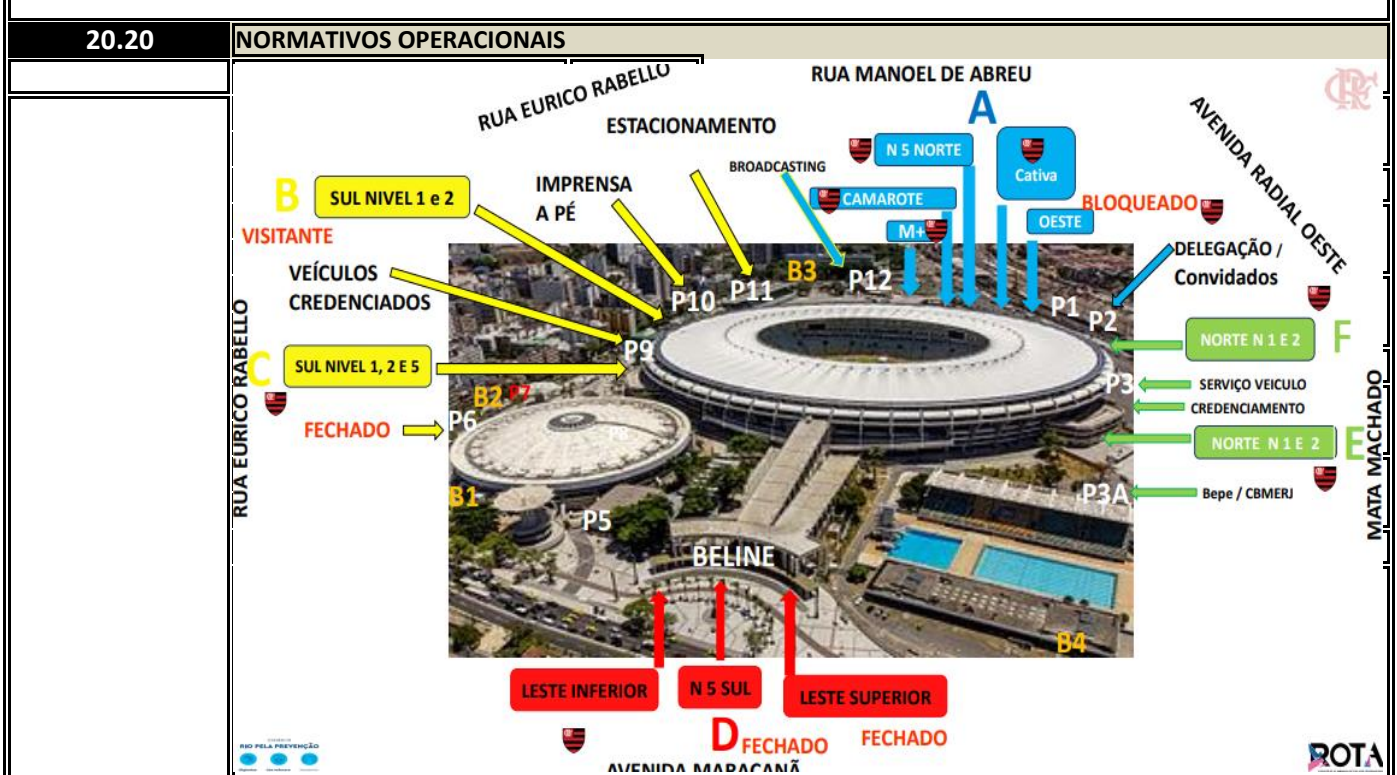 20.20
NORMATIVOS OPERACIONAIS
RUA EURICO RABELLO
RUA MANOEL DE ABREU
A
ESTACIONAMENTO
AVENIDA RADIAL OESTE
N 5 NORTE
BROADCASTING
Cativa
B
SUL NIVEL 1 e 2
IMPRENSA
A PÉ
CAMAROTE
BLOQUEADO
OESTE
M+
VISITANTE
DELEGAÇÃO /
Convidados
VEÍCULOS
CREDENCIADOS
B3
P12
P11
P10
P1
P2
RUA EURICO RABELLO
P9
NORTE N 1 E 2
F
C
SUL NIVEL 1, 2 E 5
P3
SERVIÇO VEICULO
B2
P7
CREDENCIAMENTO
P6
FECHADO
P8
NORTE N 1 E 2
E
MATA MACHADO
B1
P3A
Bepe / CBMERJ
P5
BELINE
B4
LESTE INFERIOR
N 5 SUL
LESTE SUPERIOR
D
FECHADO
FECHADO
RIO PELA PREVENÇÃO
AVENIDA MARACANÃ
ROTA